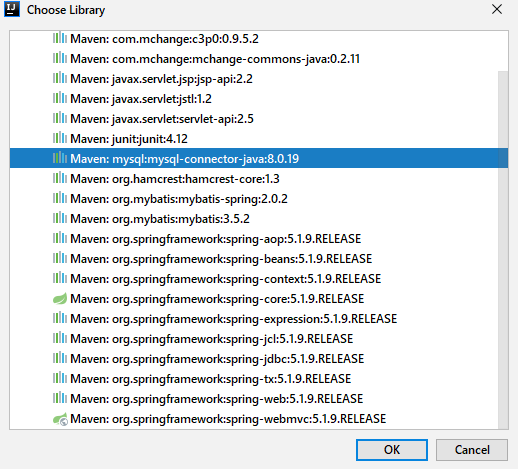 Choose Library
Maven: com.mchange:c3p0:0.9.5.2
Maven: com.mchange:mchange-commons-java:0.2.11
Maven: javax.servlet.jsp:jsp-api:2.2
Maven: javax.servlet:jstl:1.2
Maven: javax.servlet:servlet-api:2.5
Maven: junit:junit:4.12
Maven: mysql:mysql-connector-java:8.0.19
Maven: org.hamcrest:hamcrest-core:1.3
Maven: org.mybatis:mybatis-spring:2.0.2
Maven: org.mybatis:mybatis:3.5.2
Maven: org.springframework:spring-aop:5.1.9.RELEASE
Maven: org.springframework:spring-beans:5.1.9.RELEASE
Maven: org.springframework:spring-context:5.1.9.RELEASE
Maven: org.springframework:spring-core:5.1.9.RELEASE
Maven: org.springframework:spring-expression:5.1.9.RELEASE
Maven: org.springframework:spring-jcl:5.1.9.RELEASE
Maven: org.springframework:spring-jdbc:5.1.9.RELEASE
Maven: org.springframework:spring-tx:5.1.9.RELEASE
Maven: org.springframework:spring-web:5.1.9.RELEASE
Maven: org.springframework:spring-webmvc:5.1.9.RELEASE
OK Cancel